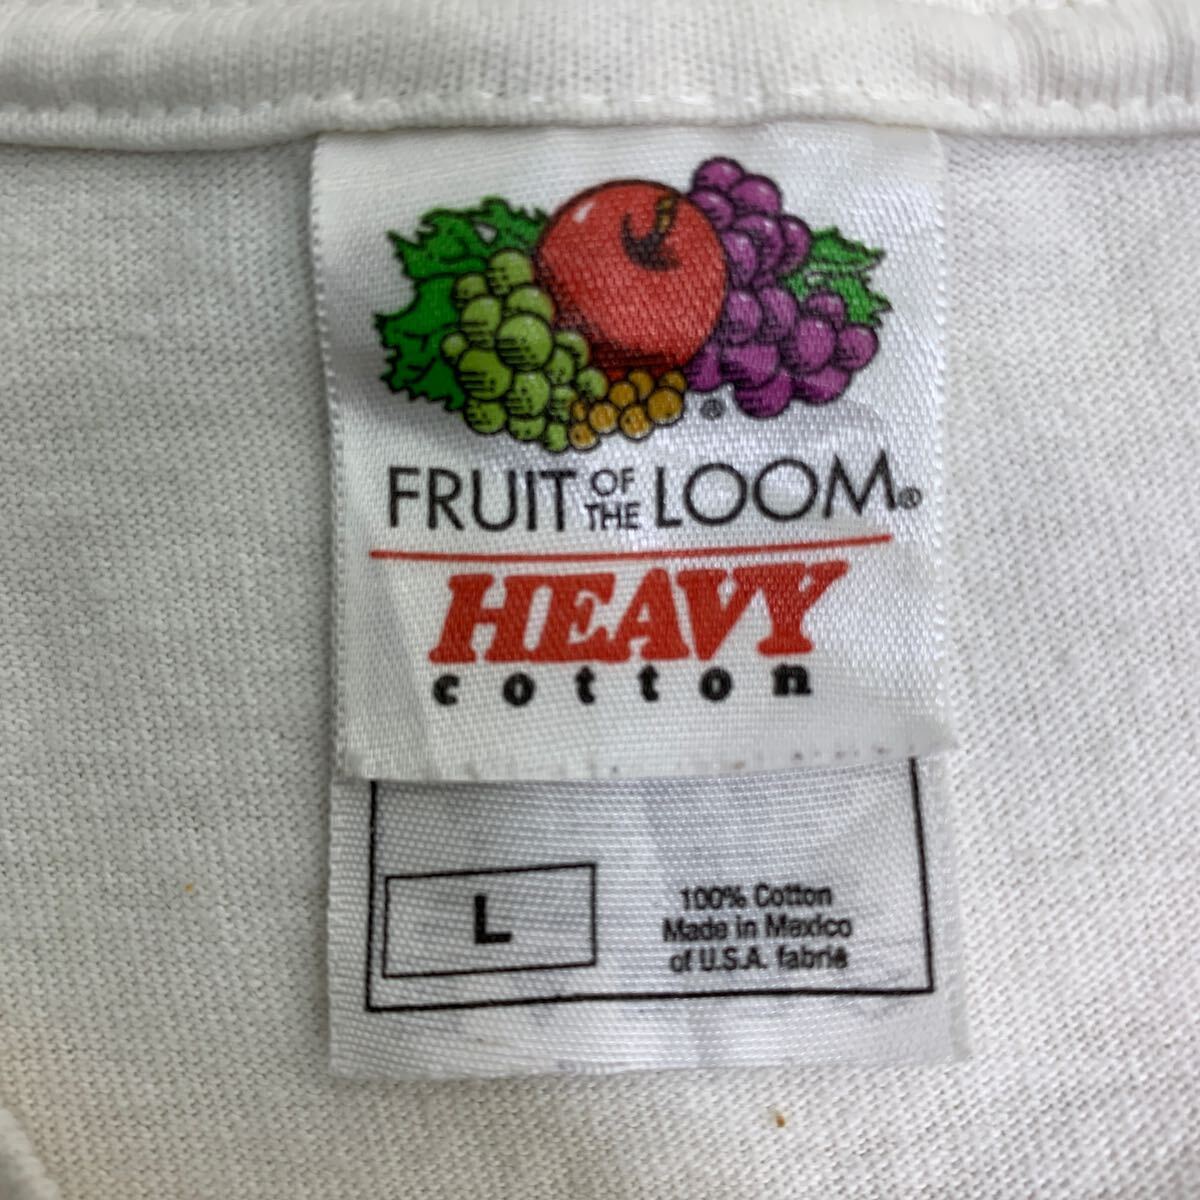 ®
FRUIT OF THE LOOM®
HEAVY
cotton
L
100% Cotton
Made in Mexico
of U.S.A. fabric